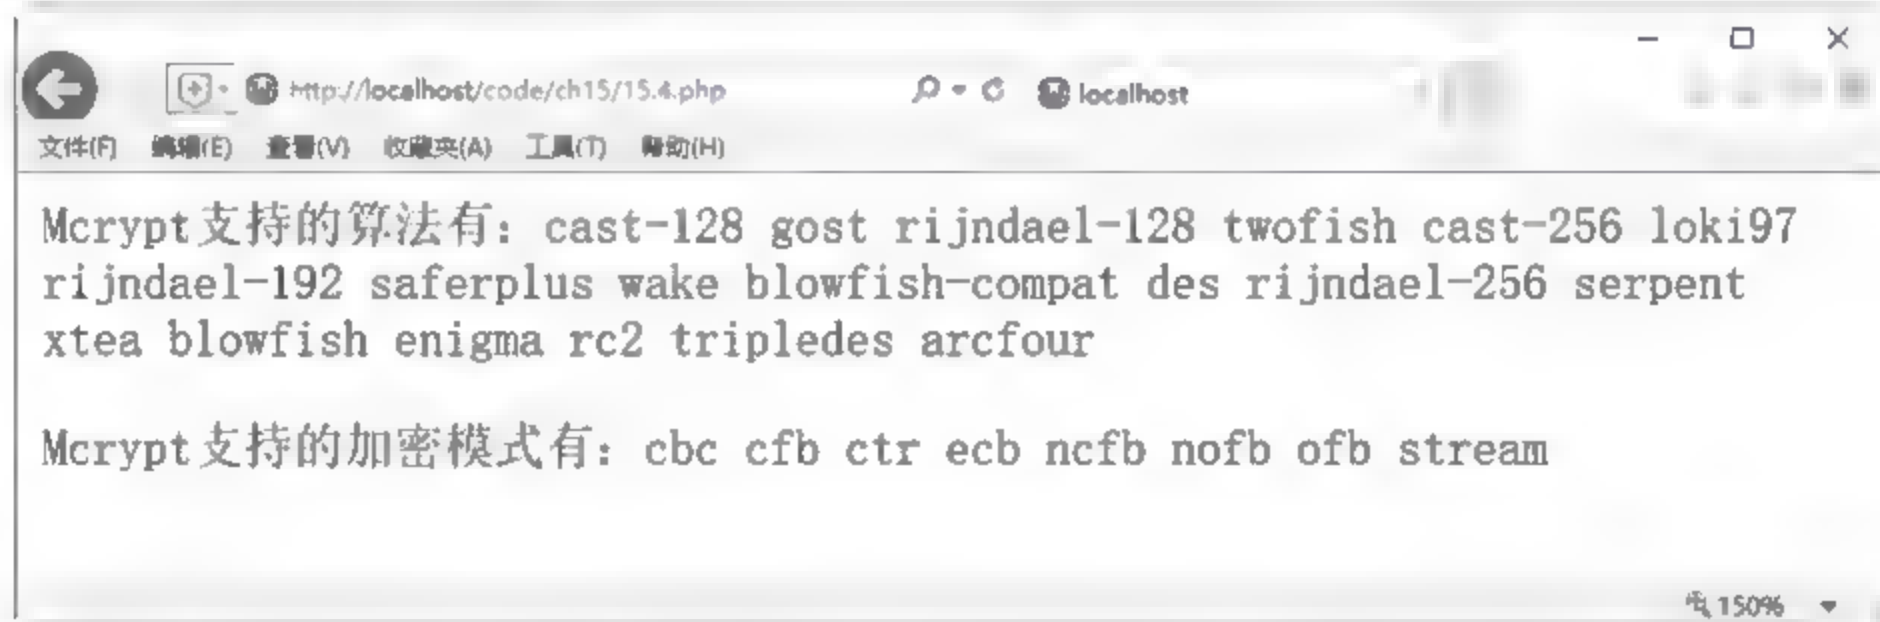 http://localhost/code/ch15/15.4.php localhost
文件(F) 编辑(E) 查看(V) 收藏夹(A) 工具(T) 帮助(H)
Mcrypt支持的算法有：cast-128 gost rijndael-128 twofish cast-256 loki97
rijndael-192 saferplus wake blowfish-compat des rijndael-256 serpent
xtea blowfish enigma rc2 tripledes arcfour
Mcrypt支持的加密模式有：cbc cfb ctr ecb ncfb nofb ofb stream
150%